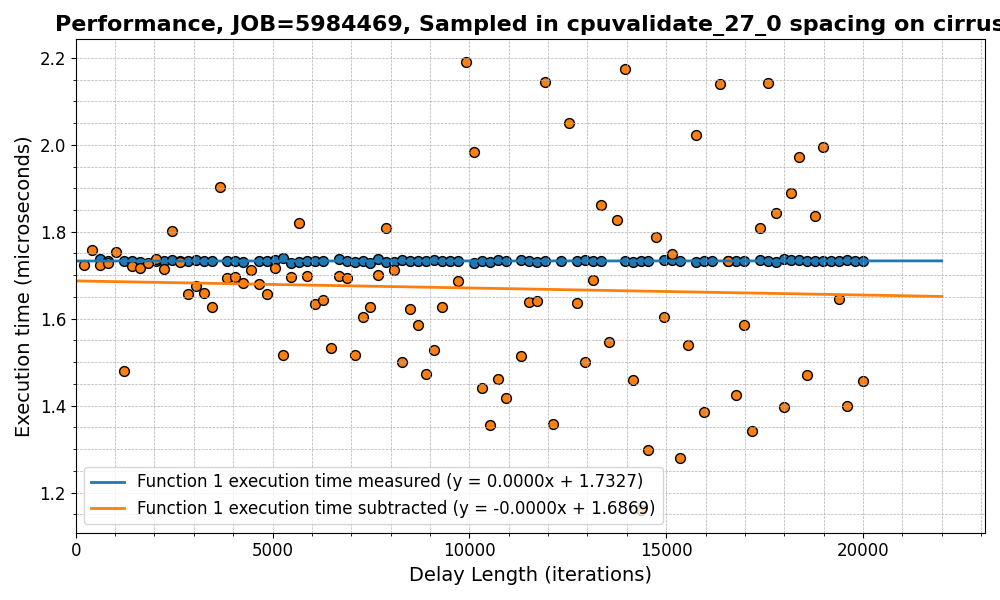 Performance, JOB=5984469, Sampled in cpuvalidate_27_0 spacing on cirrus
Execution time (microseconds)
2.2
2.0
1.8
1.6
1.4
1.2
Function 1 execution time measured (y = 0.0000x + 1.7327)
Function 1 execution time subtracted (y = -0.0000x + 1.6869)
0
5000
10000
15000
20000
Delay Length (iterations)